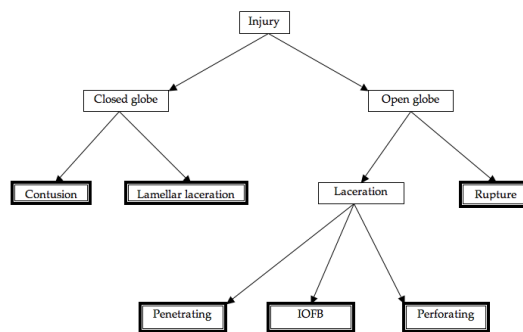 Injury
Closed globe
Open globe
Contusion
Lamellar laceration
Laceration
Rupture
Penetrating
IOFB
Perforating